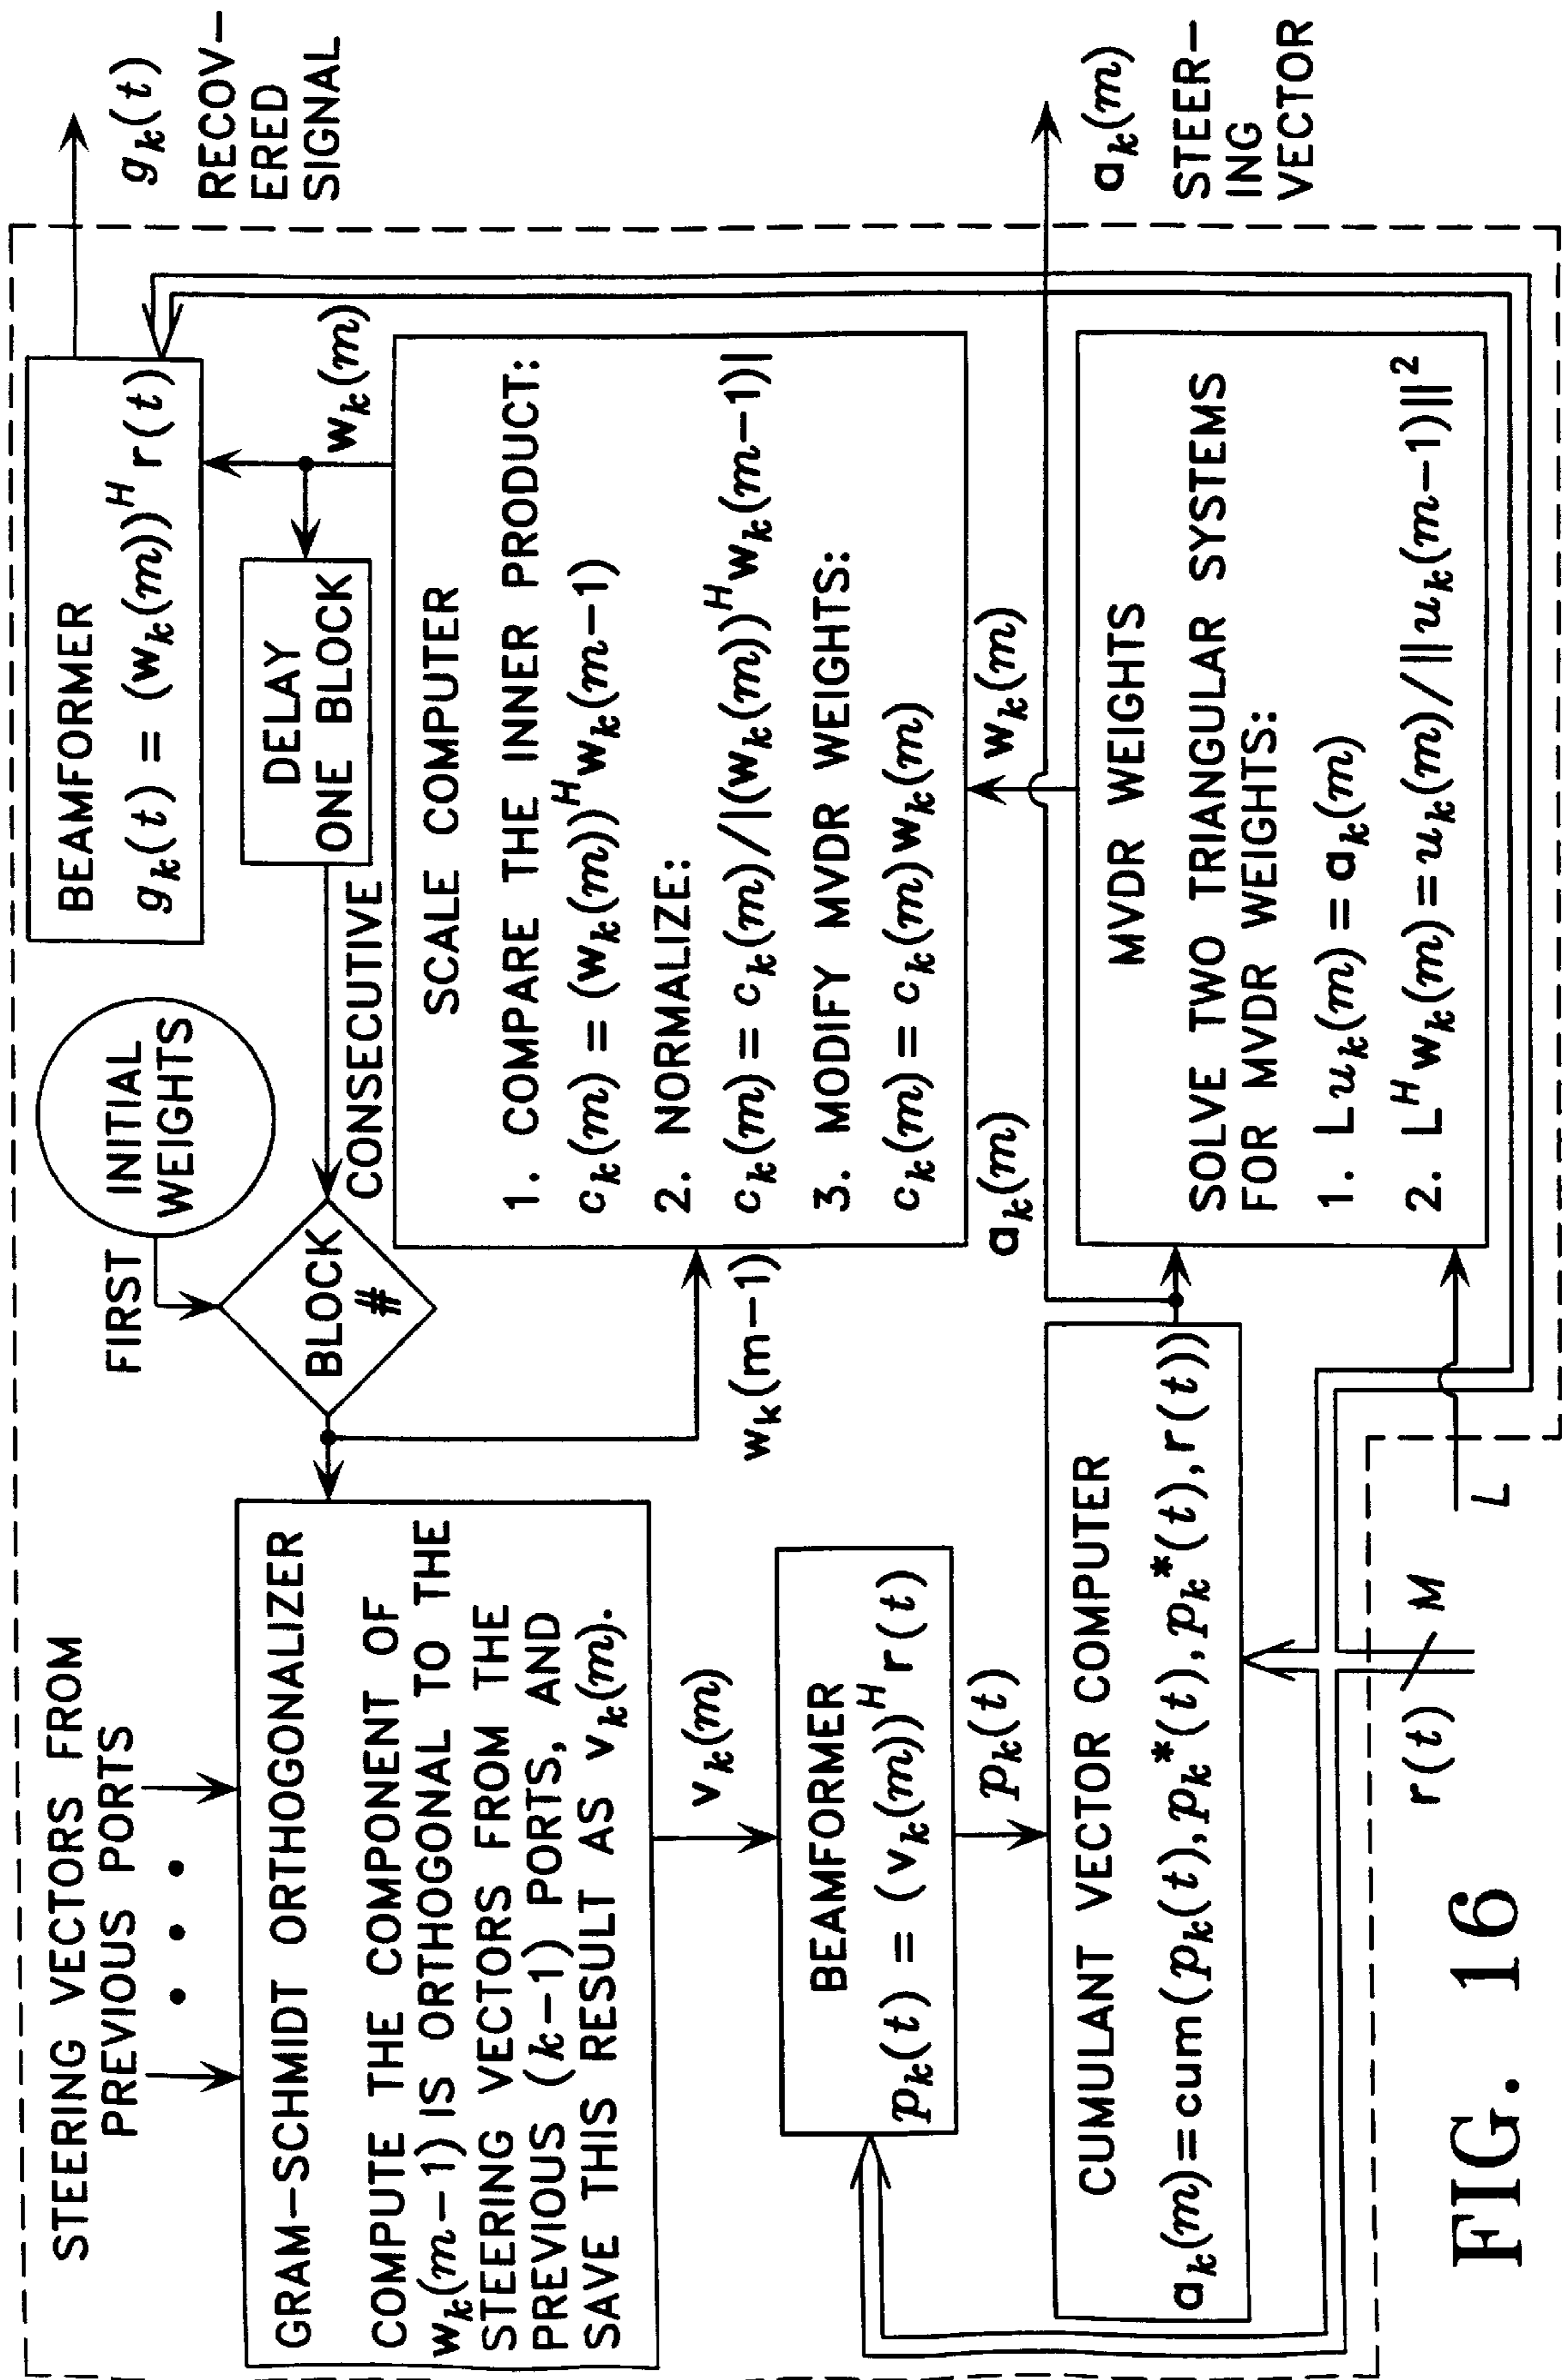 STEERING VECTORS FROM
PREVIOUS PORTS
• • •
GRAM-SCHMIDT ORTHOGONALIZER
COMPUTE THE COMPONENT OF
w_k(m-1) IS ORTHOGONAL TO THE
STEERING VECTORS FROM THE
PREVIOUS (k-1) PORTS, AND
SAVE THIS RESULT AS v_k(m).
v_k(m)
BEAMFORMER
p_k(t) = (v_k(m))^H r(t)
p_k(t)
CUMULANT VECTOR COMPUTER
a_k(m)=cum(p_k(t),p_k*(t),p_k*(t),r(t))
r(t)
M
L
FIRST
INITIAL
WEIGHTS
BLOCK
#
CONSECUTIVE
DELAY
ONE BLOCK
w_k(m-1)
BEAMFORMER
g_k(t) = (w_k(m))^H r(t)
w_k(m)
SCALE COMPUTER
1. COMPARE THE INNER PRODUCT:
c_k(m) = (w_k(m))^H w_k(m-1)
2. NORMALIZE:
c_k(m) = c_k(m)/|(w_k(m))^H w_k(m-1)|
3. MODIFY MVDR WEIGHTS:
c_k(m) = c_k(m)w_k(m)
a_k(m)
w_k(m)
MVDR WEIGHTS
SOLVE TWO TRIANGULAR SYSTEMS
FOR MVDR WEIGHTS:
1. L u_k(m) = a_k(m)
2. L^H w_k(m) = u_k(m)/||u_k(m-1)||^2
g_k(t)
RECOV-
ERED
SIGNAL
a_k(m)
STEER-
ING
VECTOR
FIG. 16